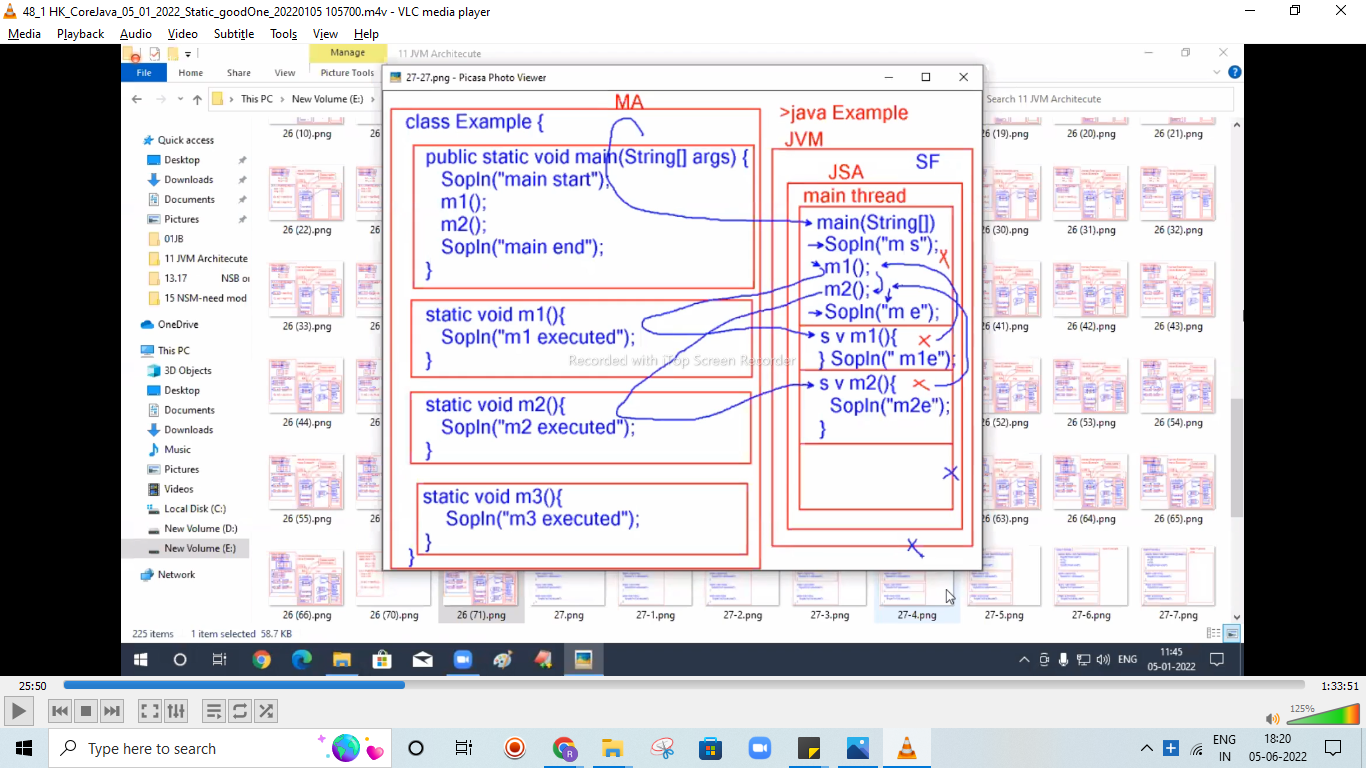 48_1 HK_CoreJava_05_01_2022_Static_goodOne_20220105 105700.m4v - VLC media player
Media Playback Audio Video Subtitle Tools View Help
Manage 11 JVM Architecute
File Home Share View Picture Tools
This PC New Volume (E:)
Search 11 JVM Architecute
Quick access
Desktop
Downloads
Documents
Pictures
01JB
11 JVM Architecute
13.17 NSB or
15 NSM-need mod
OneDrive
This PC
3D Objects
Desktop
Documents
Downloads
Music
Pictures
Videos
Local Disk (C:)
New Volume (D:)
New Volume (E:)
Network
26 (10).png
26 (19).png 26 (20).png 26 (21).png
26 (22).png
26 (30).png 26 (31).png 26 (32).png
26 (33).png
26 (41).png 26 (42).png 26 (43).png
26 (44).png
26 (52).png 26 (53).png 26 (54).png
26 (55).png
26 (63).png 26 (64).png 26 (65).png
26 (66).png 26 (70).png 26 (71).png 27.png 27-1.png 27-2.png 27-3.png 27-4.png 27-5.png 27-6.png 27-7.png
27-27.png - Picasa Photo Viewer
MA
class Example {
public static void main(String[] args) {
Sopln("main start");
m1();
m2();
Sopln("main end");
}
static void m1(){
Sopln("m1 executed");
}
static void m2(){
Sopln("m2 executed");
}
static void m3(){
Sopln("m3 executed");
}
}
>java Example
JVM
SF
JSA
main thread
main(String[])
Sopln("m s");
m1();
m2();
Sopln("m e");
s v m1(){
} Sopln(" m1e");
s v m2(){
Sopln("m2e");
}
Recorded with iTop Screen Recorder
225 items 1 item selected 58.7 KB
ENG
11:45
05-01-2022
25:50
1:33:51
125%
Type here to search
ENG
IN
18:20
05-06-2022